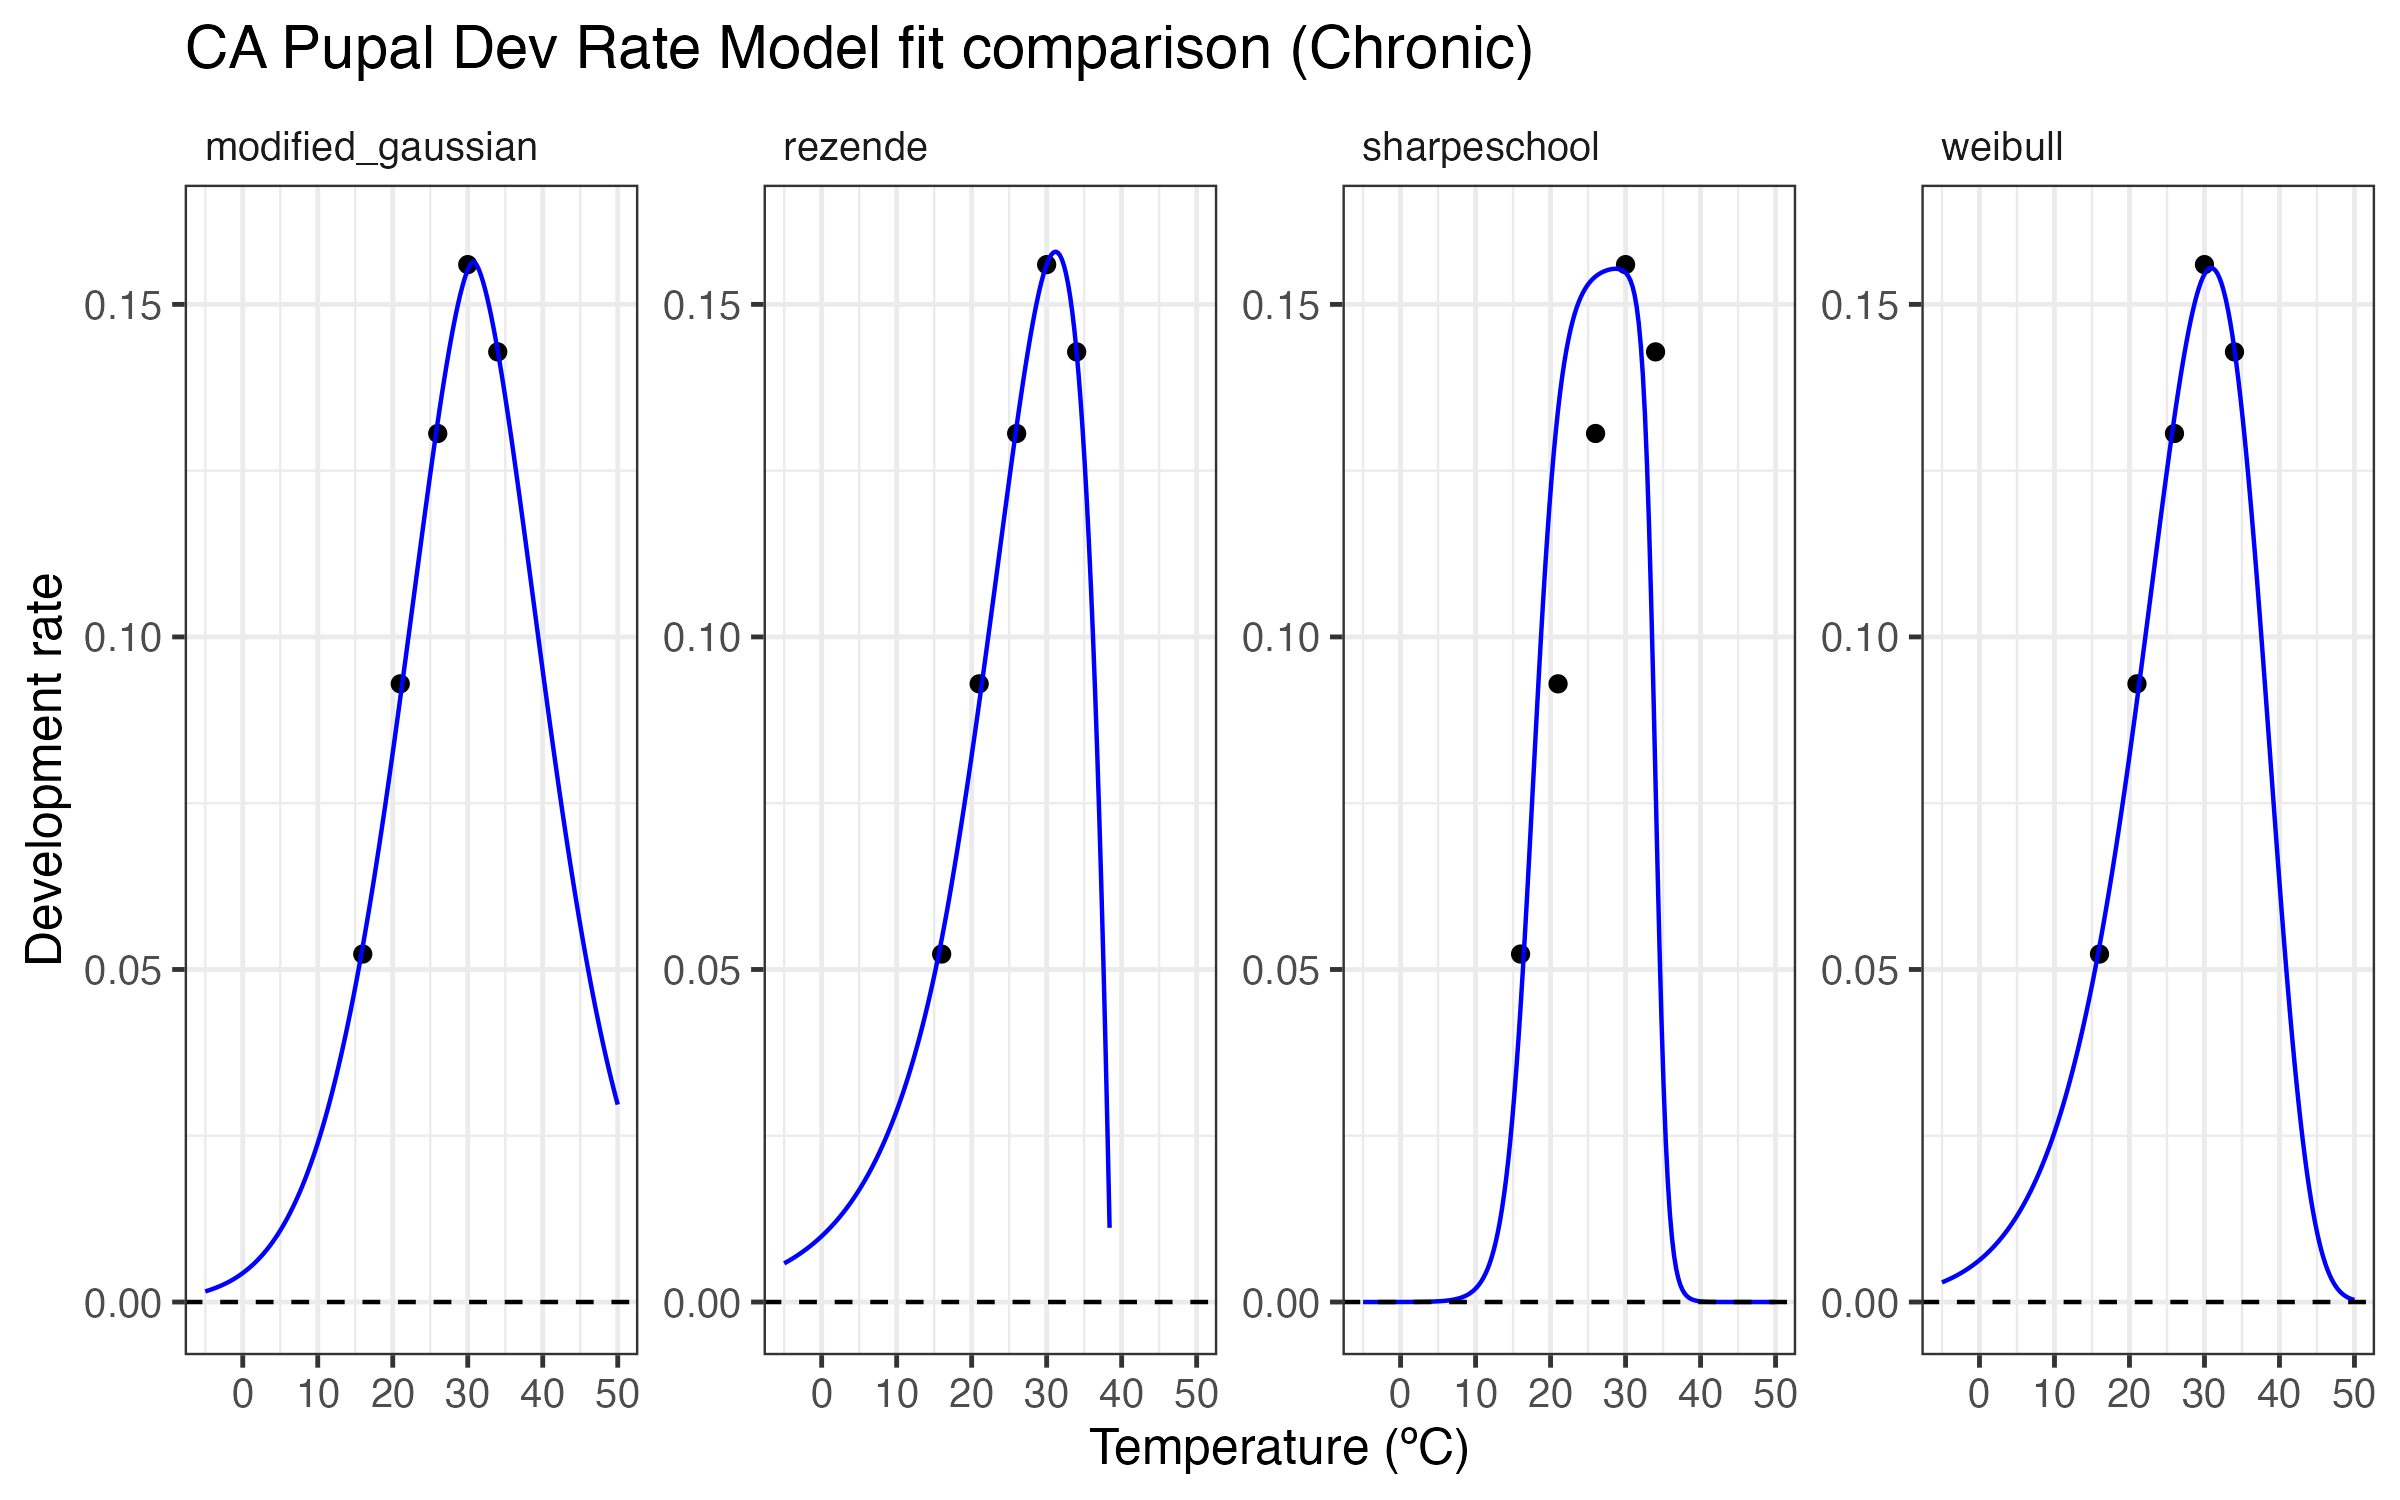 CA Pupal Dev Rate Model fit comparison (Chronic)
modified_gaussian
rezende
sharpeschool
weibull
Development rate
0.15
0.10
0.05
0.00
0.15
0.10
0.05
0.00
0.15
0.10
0.05
0.00
0.15
0.10
0.05
0.00
0 10 20 30 40 50
0 10 20 30 40 50
0 10 20 30 40 50
0 10 20 30 40 50
Temperature (ºC)